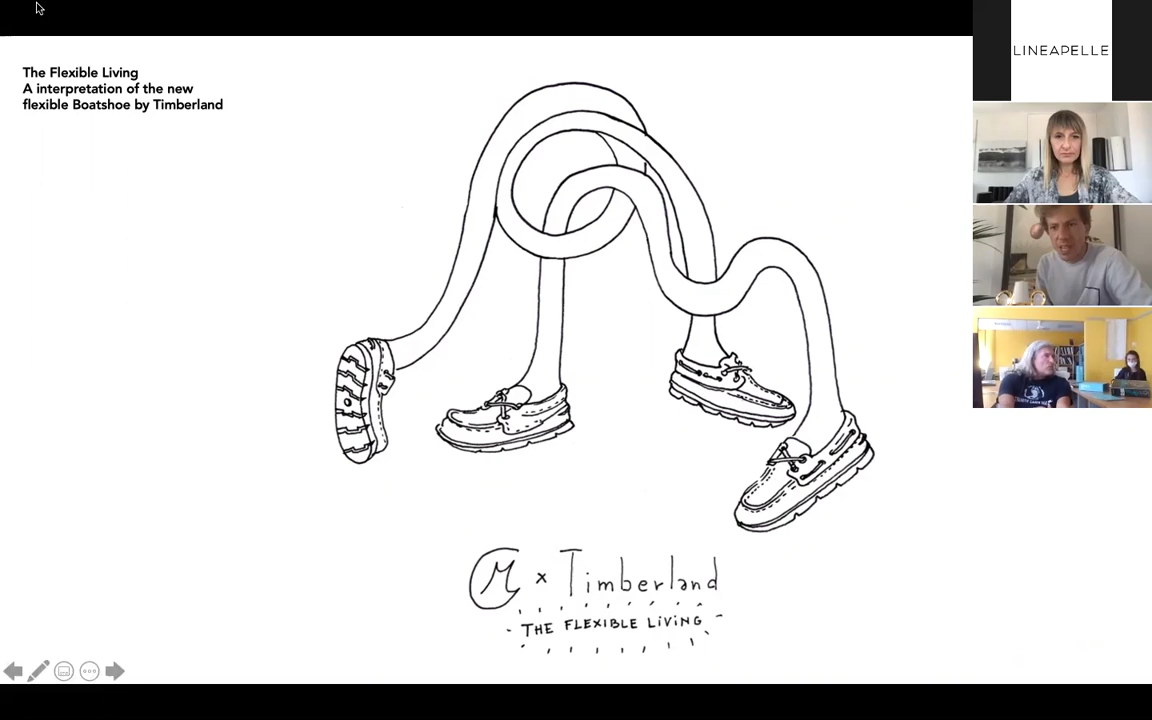 The Flexible Living
A interpretation of the new
flexible Boatshoe by Timberland
LINEAPELLE
M x Timberland
THE FLEXIBLE LiViNG